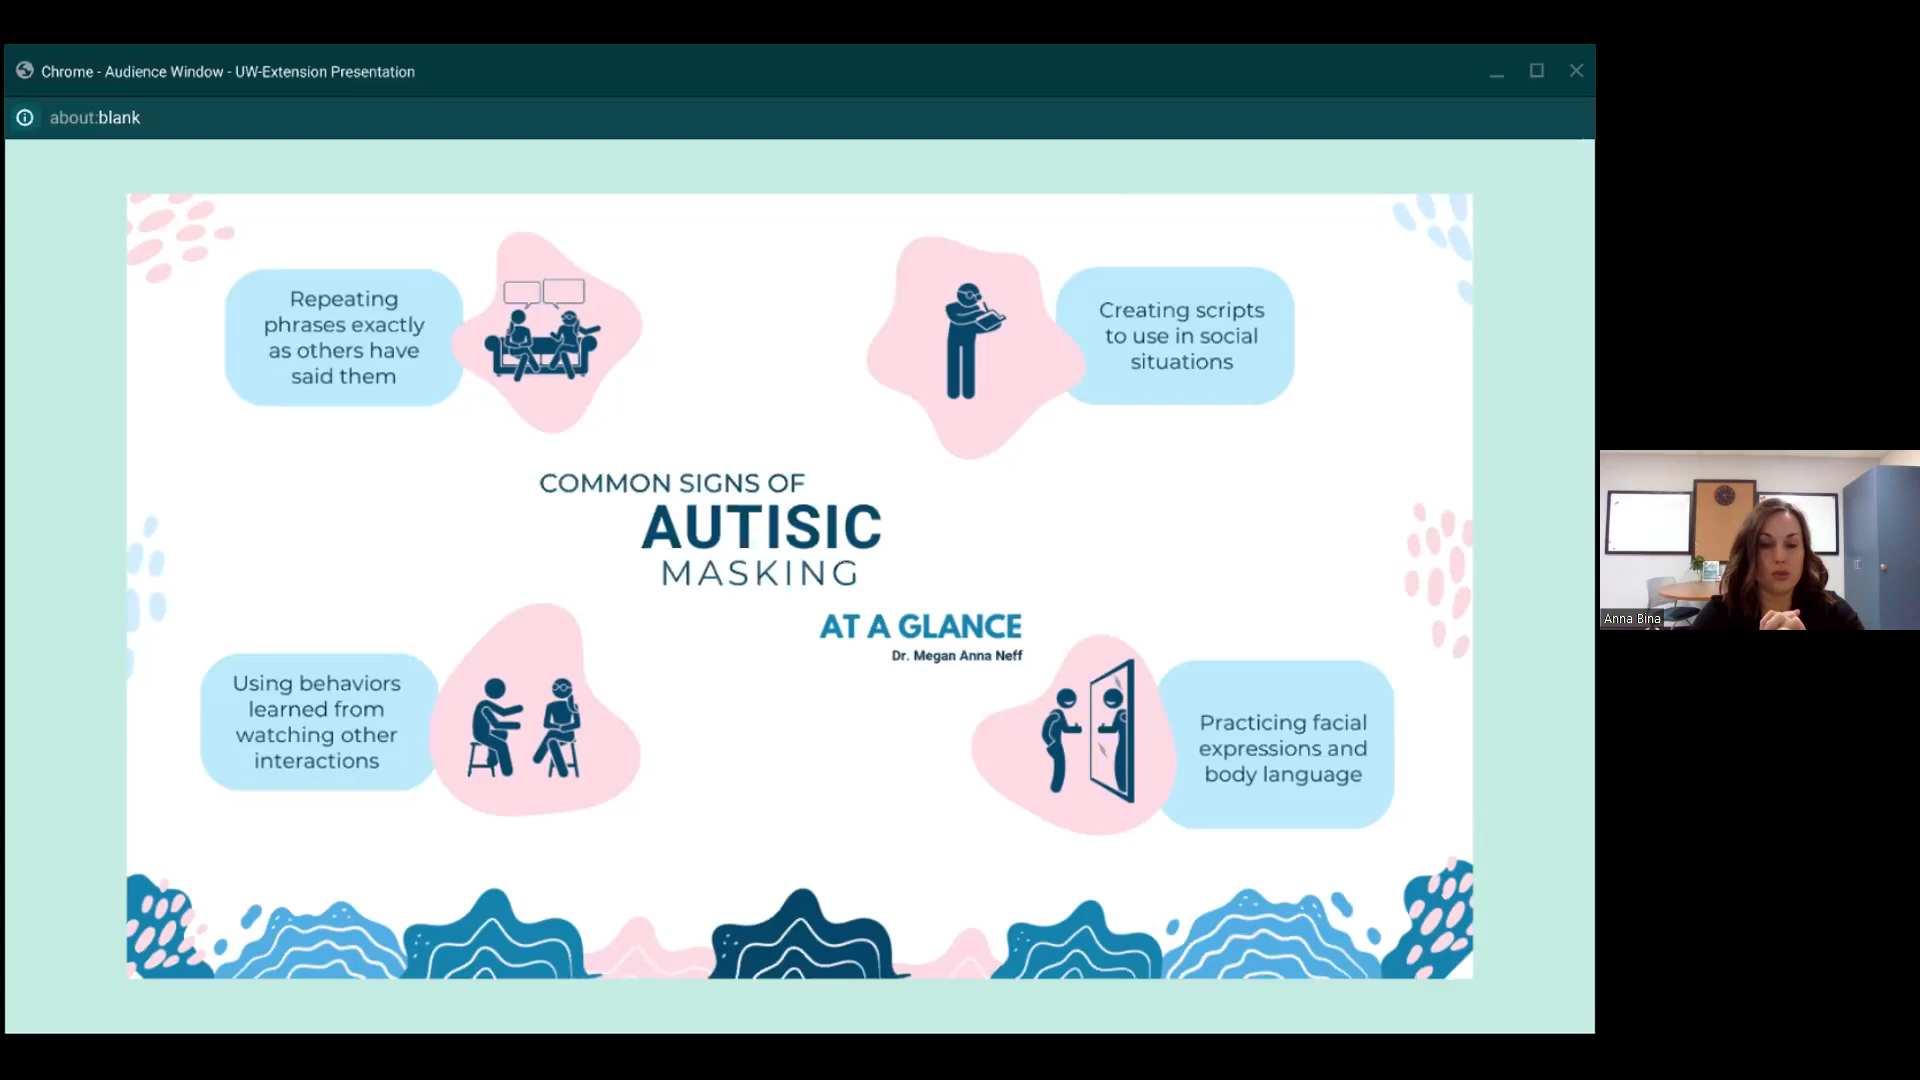 Chrome - Audience Window - UW-Extension Presentation
about:blank
Repeating
phrases exactly
as others have
said them
Creating scripts
to use in social
situations
COMMON SIGNS OF
AUTISIC
MASKING
AT A GLANCE
Dr. Megan Anna Neff
Using behaviors
learned from
watching other
interactions
Practicing facial
expressions and
body language
Anna Bina